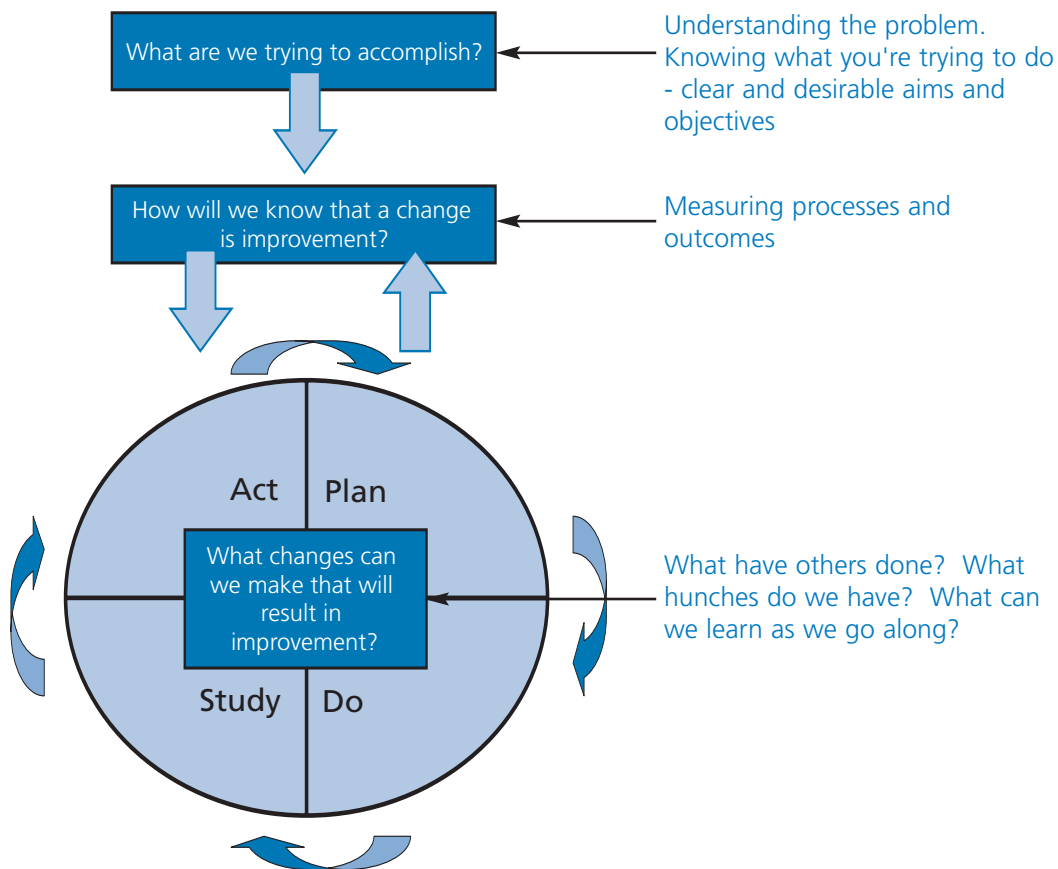 What are we trying to accomplish?
Understanding the problem.
Knowing what you're trying to do
- clear and desirable aims and
objectives
How will we know that a change
is improvement?
Measuring processes and
outcomes
Act
Plan
What changes can
we make that will
result in
improvement?
What have others done?  What
hunches do we have?  What can
we learn as we go along?
Study
Do